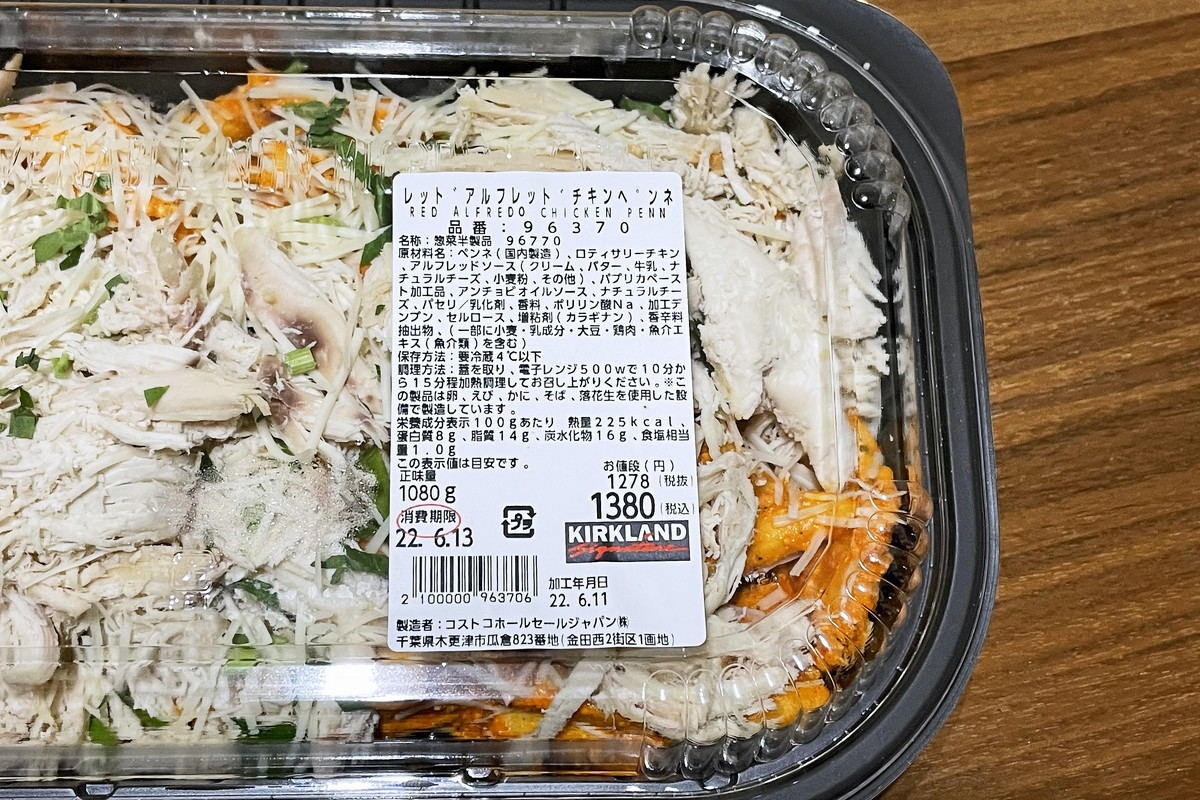 レット゛アルフレット゛チキンペンネ
RED ALFREDO CHICKEN PENN
品番:96370
名称:惣菜半製品 96770
原材料名:ペンネ(国内製造)、ロティサリーチキン
、アルフレッドソース(クリーム、バター、牛乳、ナ
チュラルチーズ、小麦粉、その他)、パプリカペース
ト加工品、アンチョビオイルソース、ナチュラルチー
ズ、パセリ/乳化剤、香料、ポリリン酸Na、加工デ
ンプン、セルロース、増粘剤(カラギナン)、香辛料
抽出物、(一部に小麦・乳成分・大豆・鶏肉・魚介エ
キス(魚介類)を含む)
保存方法:要冷蔵4℃以下
調理方法:蓋を取り、電子レンジ500wで10分か
ら15分程加熱調理してお召し上がりください。※こ
の製品は卵、えび、かに、そば、落花生を使用した設
備で製造しています。
栄養成分表示100gあたり 熱量225kcal、
蛋白質8g、脂質14g、炭水化物16g、食塩相当
量1.0g
この表示値は目安です。
お値段(円)
正味量
1278(税抜)
1080g
1380(税込)
消費期限
22. 6.13
プラ
KIRKLAND
Signature
加工年月日
22. 6.11
2 100000 963706
製造者:コストコホールセールジャパン㈱
千葉県木更津市瓜倉823番地(金田西2街区1画地)